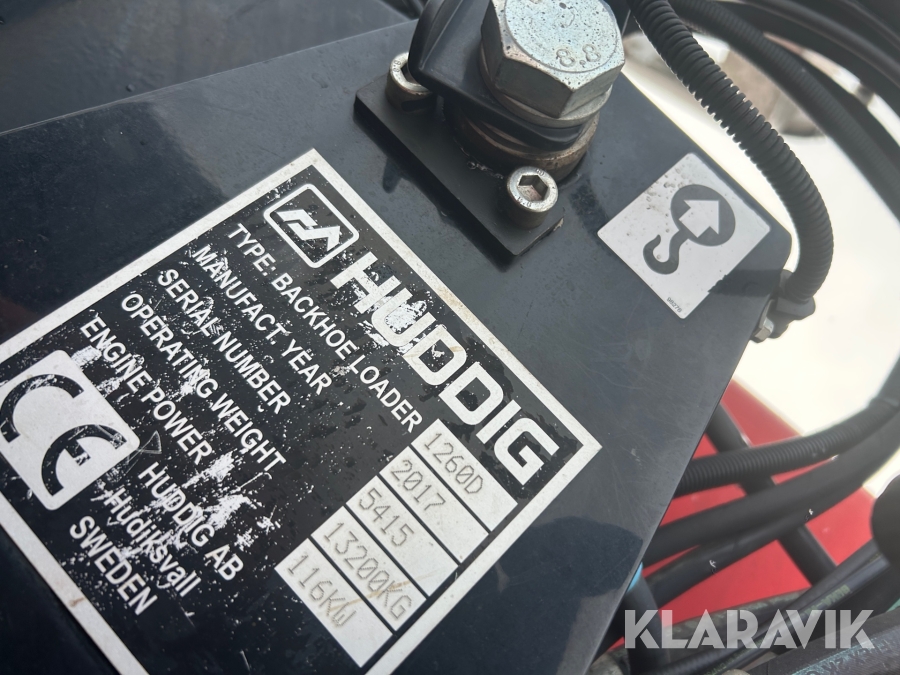 8.8
HUDDIG
TYPE: BACKHOE LOADER 1260D
MANUFACT. YEAR 2017
SERIAL NUMBER 5415
OPERATING WEIGHT 13200KG
ENGINE POWER 116KW
CE HUDDIG AB
Hudiksvall
SWEDEN
KLARAVIK